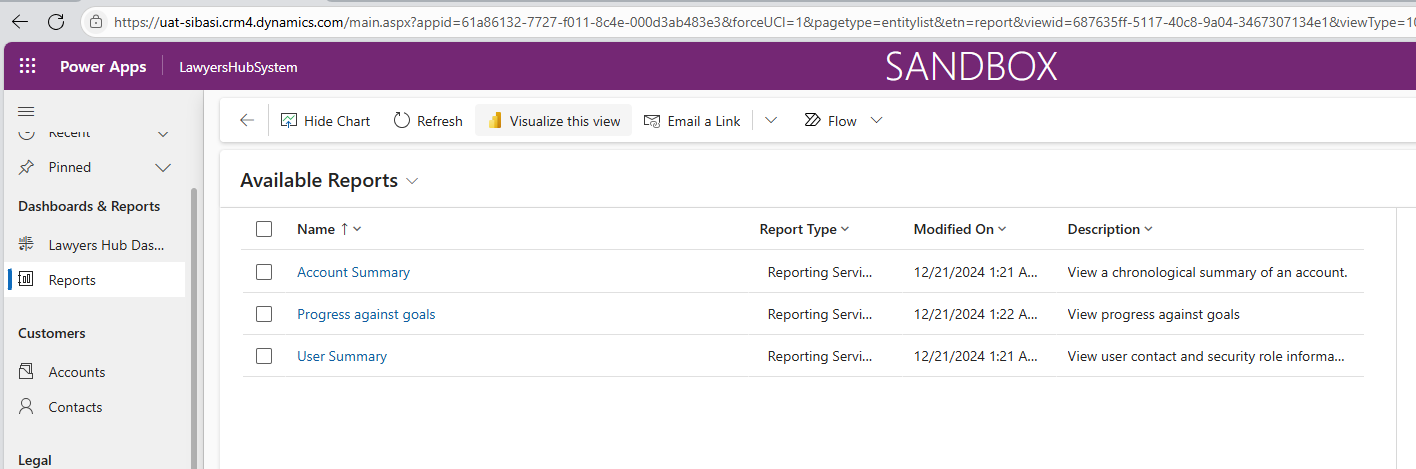 https://uat-sibasi.crm4.dynamics.com/main.aspx?appid=61a86132-7727-f011-8c4e-000d3ab483e3&forceUCI=1&pagetype=entitylist&etn=report&viewid=687635ff-5117-40c8-9a04-3467307134e1&viewType=10
Power Apps LawyersHubSystem SANDBOX
Hide Chart Refresh Visualize this view Email a Link Flow
Recent
Pinned
Dashboards & Reports
Lawyers Hub Das...
Reports
Customers
Accounts
Contacts
Legal
Available Reports
Name Report Type Modified On Description
Account Summary Reporting Servi... 12/21/2024 1:21 A... View a chronological summary of an account.
Progress against goals Reporting Servi... 12/21/2024 1:22 A... View progress against goals
User Summary Reporting Servi... 12/21/2024 1:21 A... View user contact and security role informa...